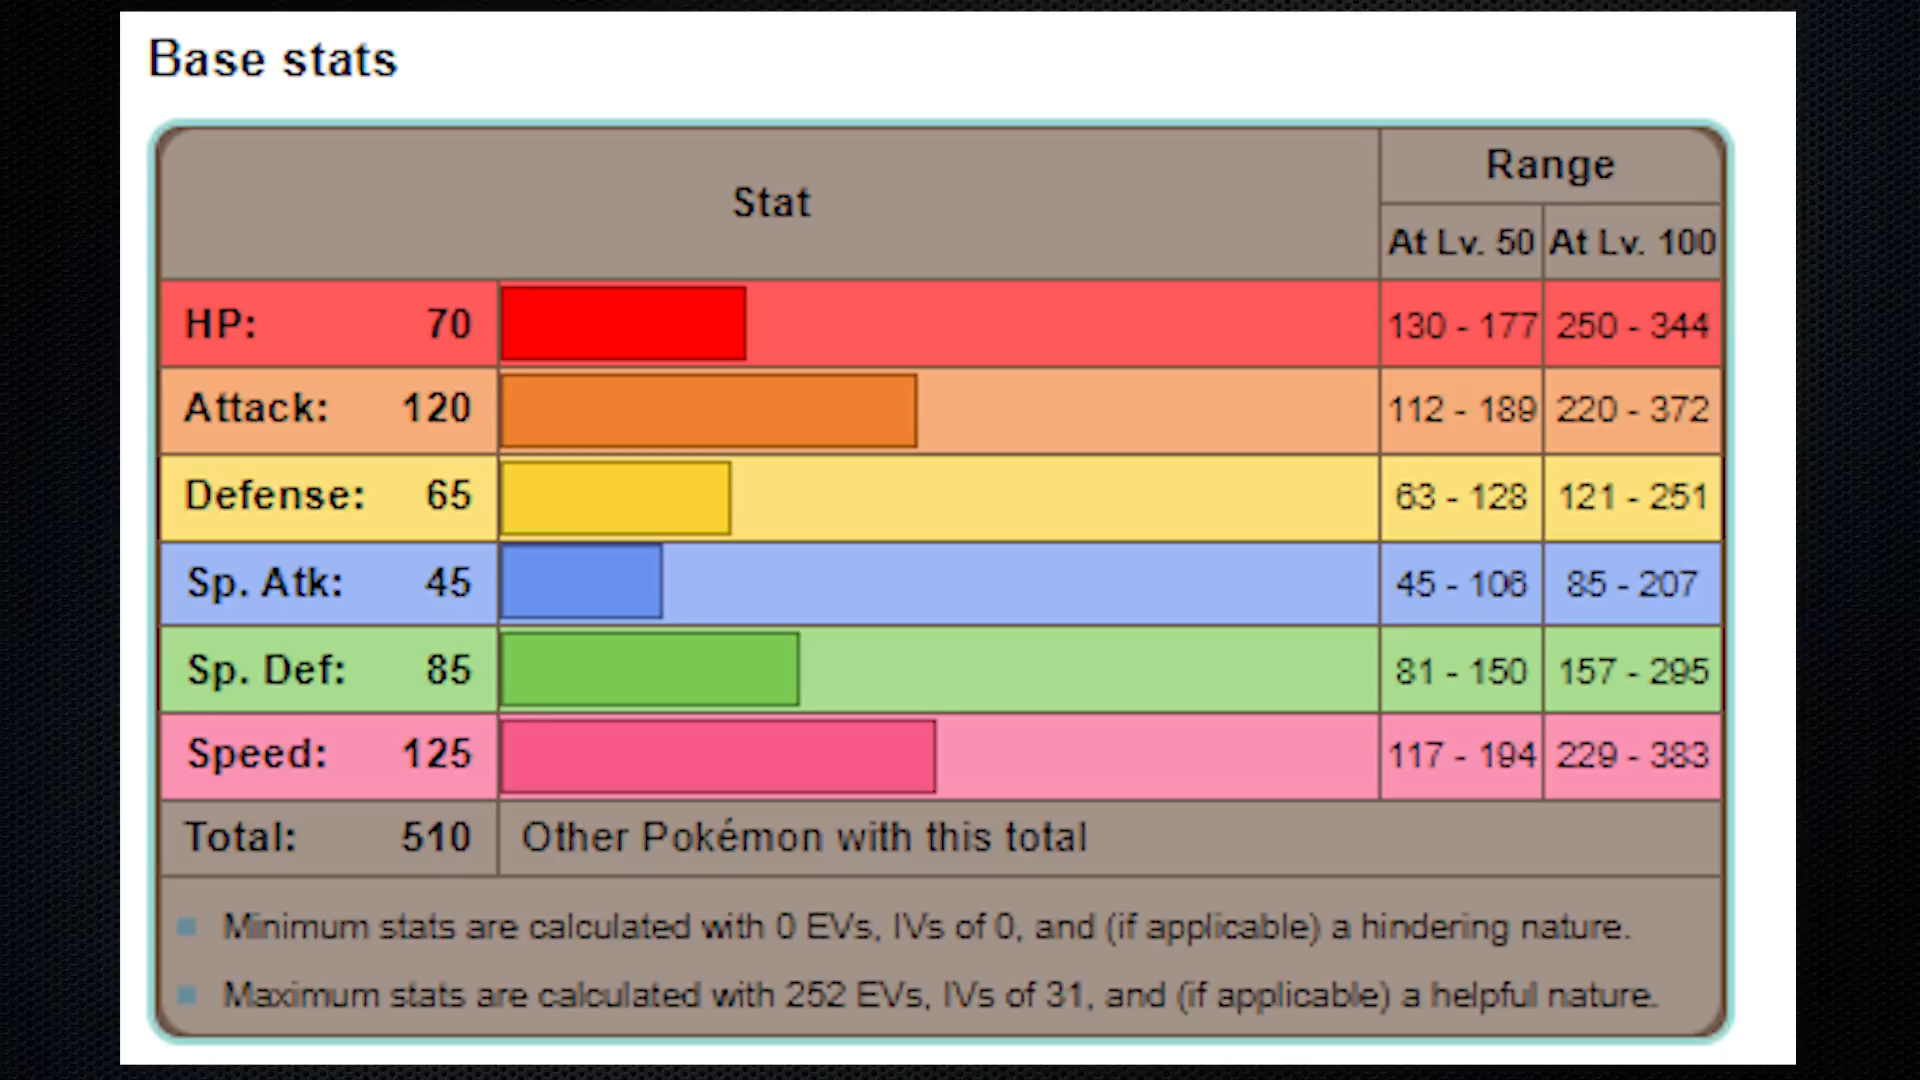 Base stats
Stat
Range
At Lv. 50 At Lv. 100
HP: 70 130 - 177 250 - 344
Attack: 120 112 - 189 220 - 372
Defense: 65 63 - 128 121 - 251
Sp. Atk: 45 45 - 106 85 - 207
Sp. Def: 85 81 - 150 157 - 295
Speed: 125 117 - 194 229 - 383
Total: 510 Other Pokémon with this total
Minimum stats are calculated with 0 EVs, IVs of 0, and (if applicable) a hindering nature.
Maximum stats are calculated with 252 EVs, IVs of 31, and (if applicable) a helpful nature.